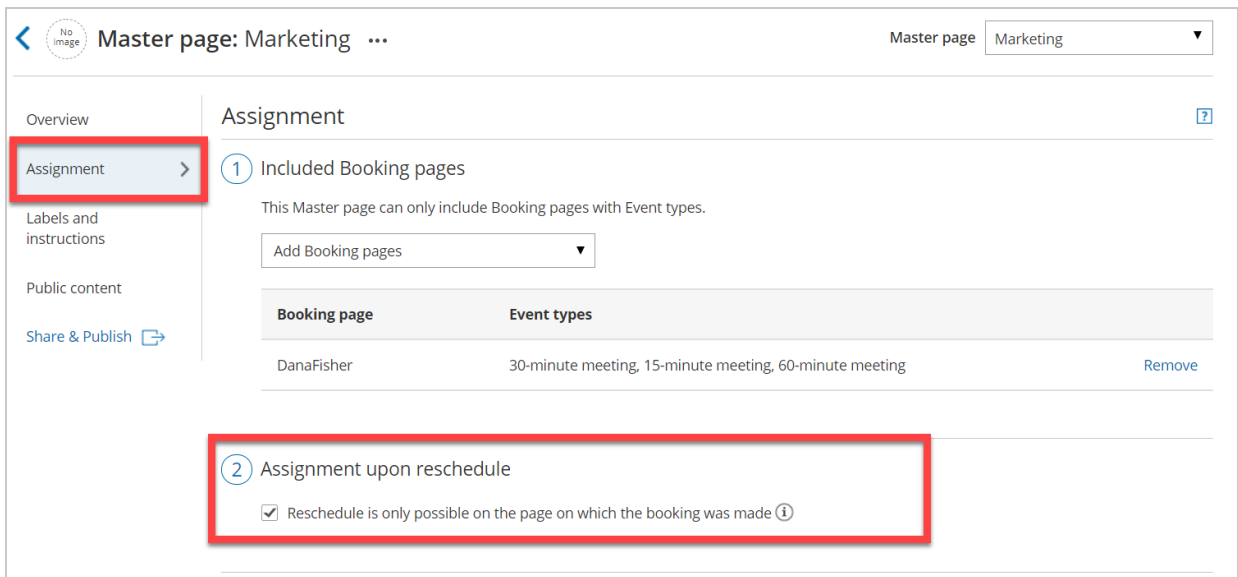 No image
Master page: Marketing ...
Master page
Marketing
Overview
Assignment
Labels and
instructions
Public content
Share & Publish
Assignment
?
1 Included Booking pages
This Master page can only include Booking pages with Event types.
Add Booking pages
Booking page Event types
DanaFisher 30-minute meeting, 15-minute meeting, 60-minute meeting Remove
2 Assignment upon reschedule
Reschedule is only possible on the page on which the booking was made i